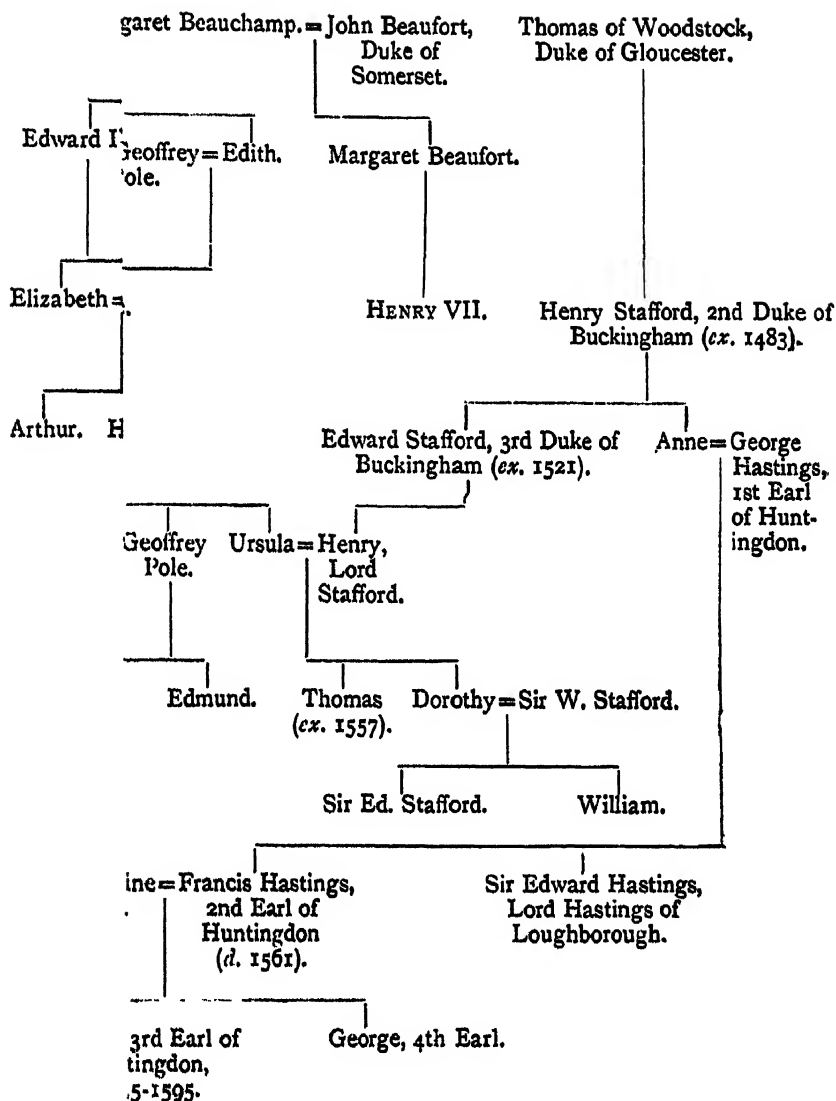 garet Beauchamp. = John Beaufort,
Duke of
Somerset.
Thomas of Woodstock,
Duke of Gloucester.
Edward I
Geoffrey = Edith.
ole.
Margaret Beaufort.
Elizabeth =
HENRY VII.
Henry Stafford, 2nd Duke of
Buckingham (ex. 1483).
Arthur. H
Edward Stafford, 3rd Duke of
Buckingham (ex. 1521).
Anne = George
Hastings,
1st Earl
of Hunt-
ingdon.
Geoffrey
Pole.
Ursula = Henry,
Lord
Stafford.
Edmund.
Thomas
(ex. 1557).
Dorothy = Sir W. Stafford.
Sir Ed. Stafford.
William.
ine = Francis Hastings,
2nd Earl of
Huntingdon
(d. 1561).
Sir Edward Hastings,
Lord Hastings of
Loughborough.
3rd Earl of
tingdon,
5-1595.
George, 4th Earl.